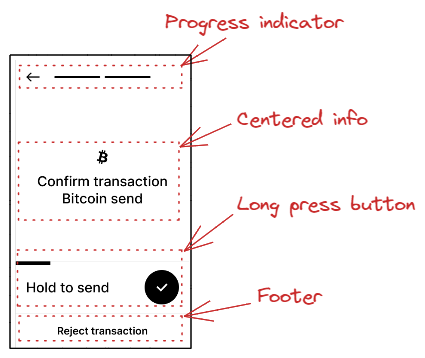 Progress indicator
Centered info
Confirm transaction
Bitcoin send
Long press button
Hold to send
Footer
Reject transaction